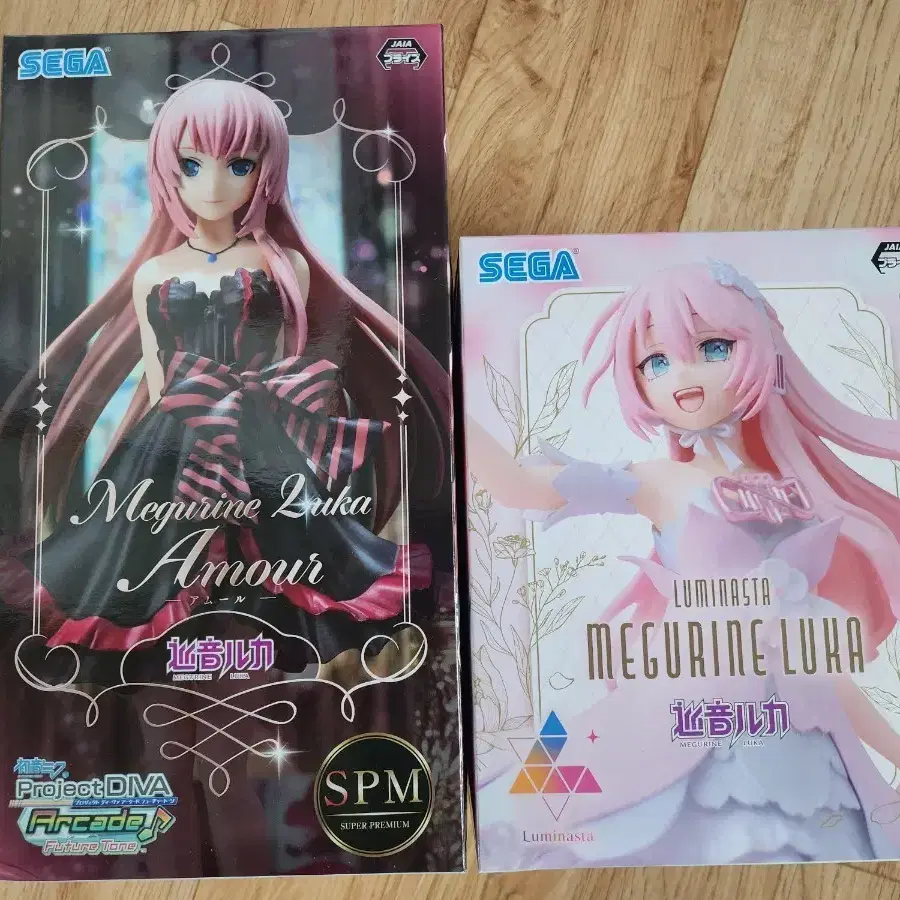 SEGA
JAIA
プライズ
Megurine Luka
Amour
アムール
巡音ルカ
MEGURINE LUKA
初音ミク
Project DIVA
Arcade
Future Tone
SPM
SUPER PREMIUM
SEGA
JAIA
LUMINASTA
MEGURINE LUKA
巡音ルカ
MEGURINE LUKA
Luminasta